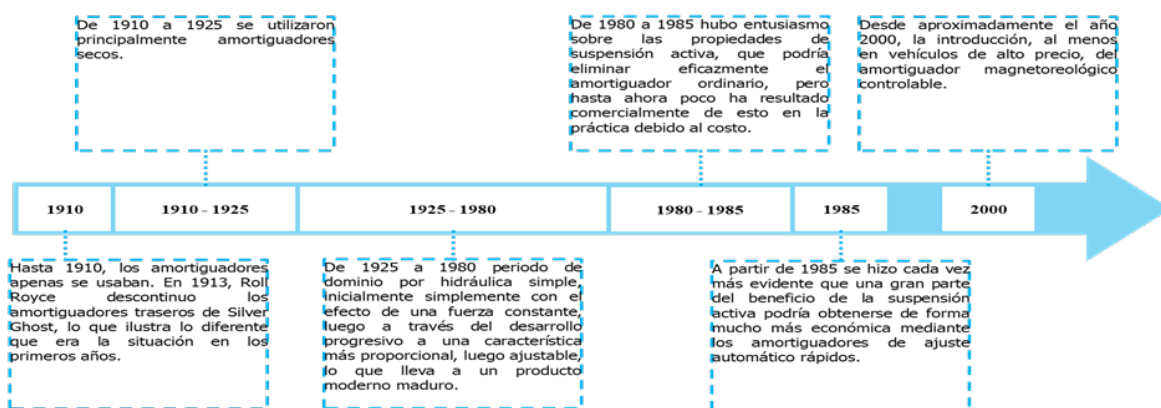 De 1910 a 1925 se utilizaron
principalmente amortiguadores
secos.
De 1980 a 1985 hubo entusiasmo
sobre las propiedades de
suspensión activa, que podría
eliminar eficazmente el
amortiguador ordinario, pero
hasta ahora poco ha resultado
comercialmente de esto en la
práctica debido al costo.
Desde aproximadamente el año
2000, la introducción, al menos
en vehículos de alto precio, del
amortiguador magnetoreológico
controlable.
1910
1910 - 1925
1925 - 1980
1980 - 1985
1985
2000
Hasta 1910, los amortiguadores
apenas se usaban. En 1913, Roll
Royce descontinuo los
amortiguadores traseros de Silver
Ghost, lo que ilustra lo diferente
que era la situación en los
primeros años.
De 1925 a 1980 periodo de
dominio por hidráulica simple,
inicialmente simplemente con el
efecto de una fuerza constante,
luego a través del desarrollo
progresivo a una característica
más proporcional, luego ajustable,
lo que lleva a un producto
moderno maduro.
A partir de 1985 se hizo cada vez
más evidente que una gran parte
del beneficio de la suspensión
activa podría obtenerse de forma
mucho más económica mediante
los amortiguadores de ajuste
automático rápidos.